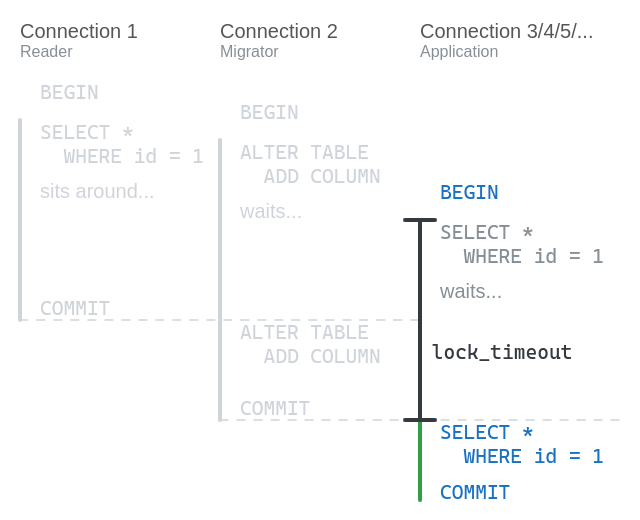 Connection 1
Reader
BEGIN
SELECT *
WHERE id = 1
sits around...
COMMIT
Connection 2
Migrator
BEGIN
ALTER TABLE
ADD COLUMN
waits...
ALTER TABLE
ADD COLUMN
COMMIT
Connection 3/4/5/...
Application
BEGIN
SELECT *
WHERE id = 1
waits...
lock_timeout
SELECT *
WHERE id = 1
COMMIT